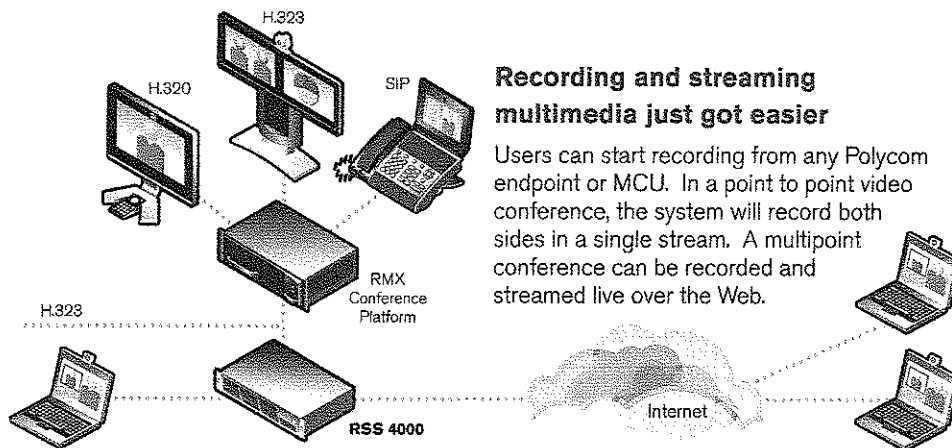 H.323
H.320
SIP
Recording and streaming
multimedia just got easier
Users can start recording from any Polycom
endpoint or MCU. In a point to point video
conference, the system will record both
sides in a single stream. A multipoint
conference can be recorded and
streamed live over the Web.
RMX
Conference
Platform
H.323
RSS 4000
Internet